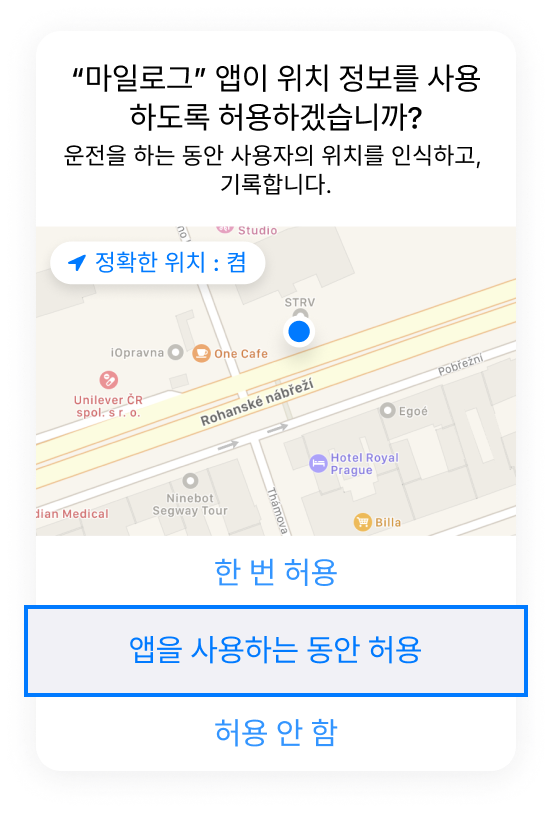 “마일로그” 앱이 위치 정보를 사용
하도록 허용하겠습니까?
운전을 하는 동안 사용자의 위치를 인식하고,
기록합니다.
Studio
정확한 위치 : 켬
STRV
iOpravna
One Cafe
Pobřežní
Unilever ČR
spol. s r. o.
Rohanské nábřeží
Egoé
Hotel Royal
Prague
Ninebot
Segway Tour
Thámova
dian Medical
Billa
한 번 허용
앱을 사용하는 동안 허용
허용 안 함